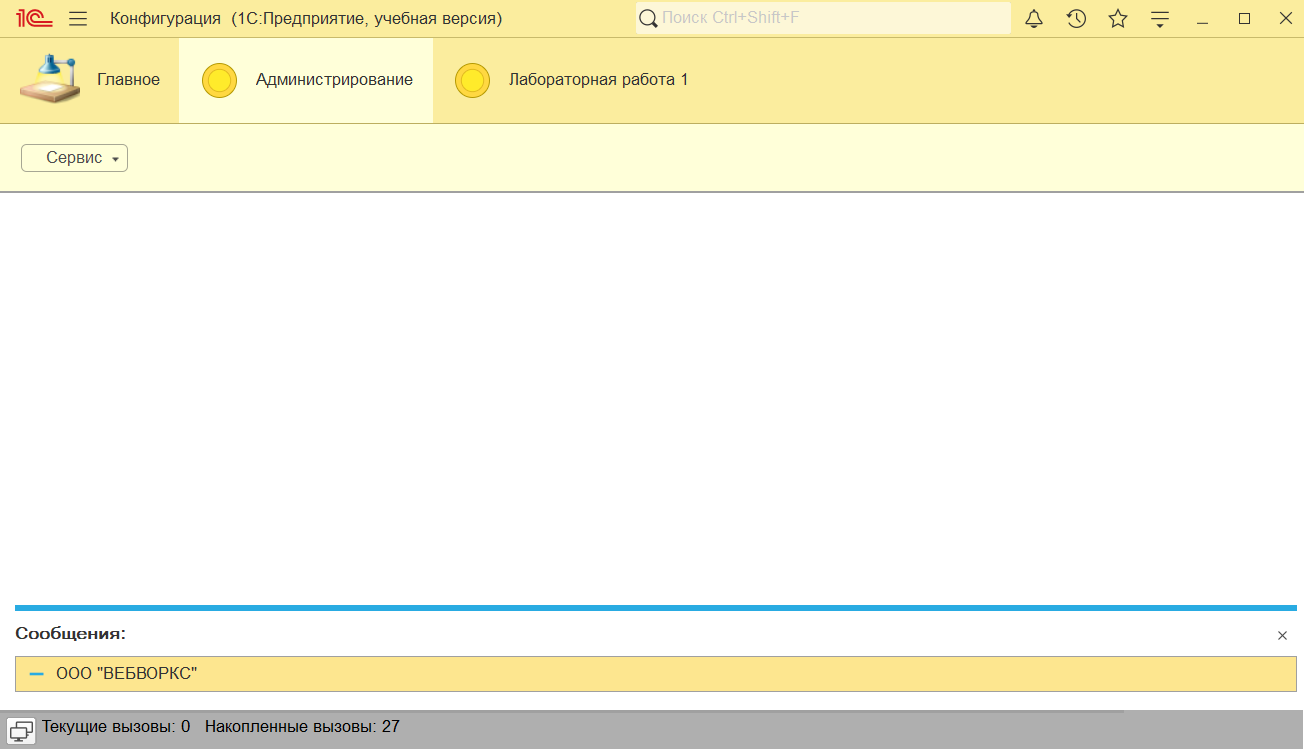 1С Конфигурация (1С:Предприятие, учебная версия) Поиск Ctrl+Shift+F
Главное Администрирование Лабораторная работа 1
Сервис
Сообщения:
ООО "ВЕБВОРКС"
Текущие вызовы: 0 Накопленные вызовы: 27